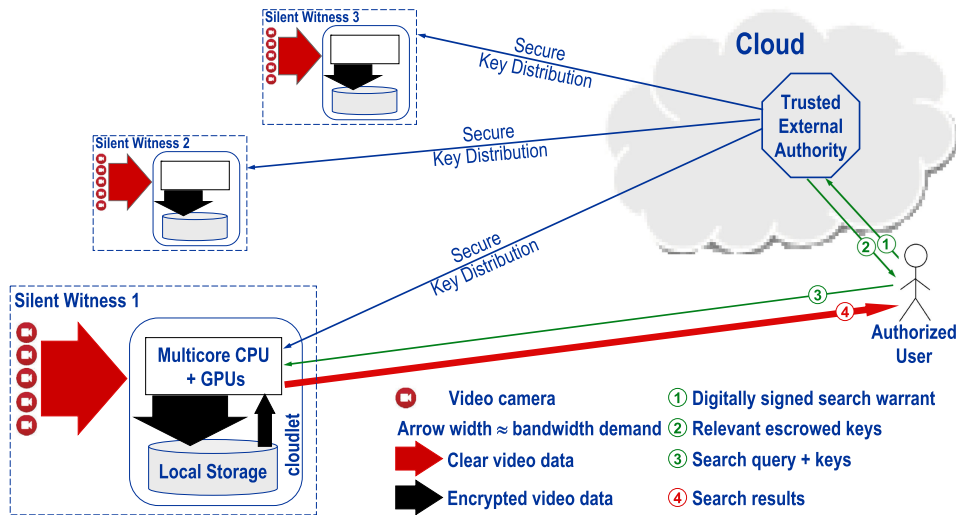 Silent Witness 3
Cloud
Secure
Key Distribution
Trusted
External
Authority
Silent Witness 2
Secure
Key Distribution
Secure
Key Distribution
2
1
Silent Witness 1
3
4
Authorized
User
Multicore CPU
+ GPUs
cloudlet
Local Storage
Video camera
Arrow width ≈ bandwidth demand
Clear video data
Encrypted video data
1 Digitally signed search warrant
2 Relevant escrowed keys
3 Search query + keys
4 Search results